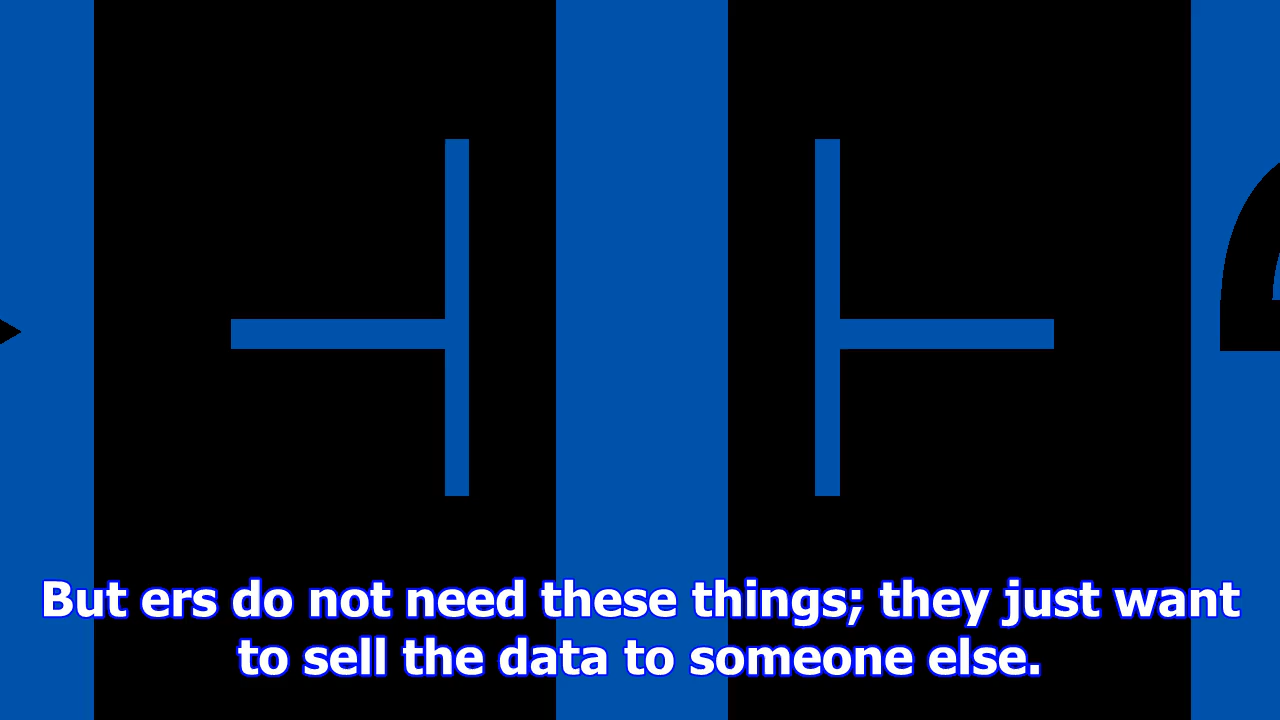 But ers do not need these things; they just want
to sell the data to someone else.